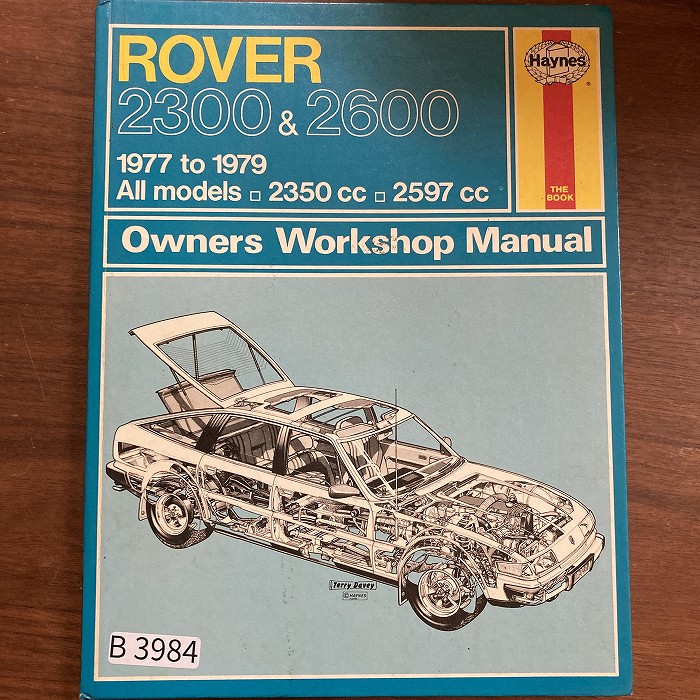 ROVER
2300 & 2600
1977 to 1979
All models ▫ 2350 cc ▫ 2597 cc
Haynes
®
THE
BOOK
Owners Workshop Manual
Terry Davey
© HAYNES
B 3984